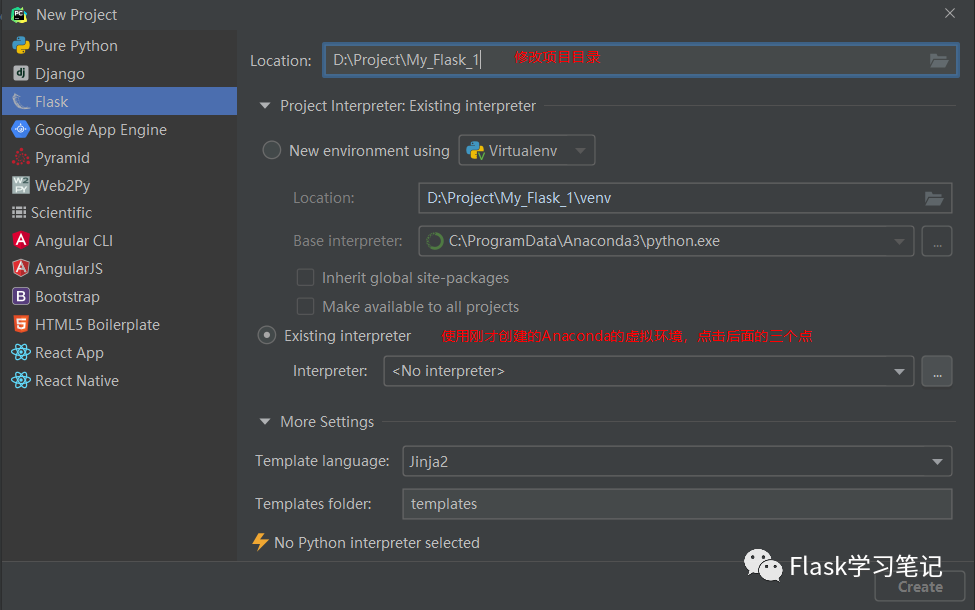 New Project
Pure Python
Django
Flask
Google App Engine
Pyramid
Web2Py
Scientific
Angular CLI
AngularJS
Bootstrap
HTML5 Boilerplate
React App
React Native
Location: D:\Project\My_Flask_1 修改项目目录
Project Interpreter: Existing interpreter
New environment using Virtualenv
Location: D:\Project\My_Flask_1\venv
Base interpreter: C:\ProgramData\Anaconda3\python.exe ...
Inherit global site-packages
Make available to all projects
Existing interpreter 使用刚才创建的Anaconda的虚拟环境，点击后面的三个点
Interpreter: <No interpreter> ...
More Settings
Template language: Jinja2
Templates folder: templates
No Python interpreter selected
Flask学习笔记
Create